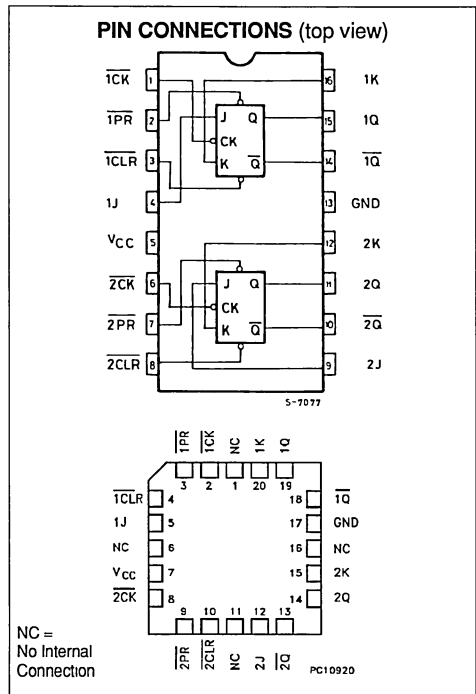 PIN CONNECTIONS (top view)
1CK 1 16 1K
1PR 2 J Q 15 1Q
CK
1CLR 3 K Q 14 1Q
1J 4 13 GND
VCC 5 12 2K
2CK 6 J Q 11 2Q
CK
2PR 7 K Q 10 2Q
2CLR 8 9 2J
S-7077
1PR 1CK NC 1K 1Q
3 2 1 20 19
1CLR 4 18 1Q
1J 5 17 GND
NC 6 16 NC
VCC 7 15 2K
2CK 8 14 2Q
9 10 11 12 13
2PR 2CLR NC 2J 2Q
NC =
No Internal
Connection
PC10920